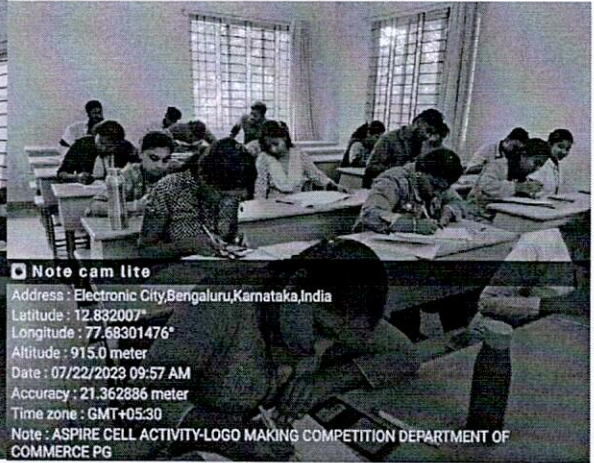 Note cam lite
Address : Electronic City,Bengaluru,Karnataka,India
Latitude : 12.832007°
Longitude : 77.68301476°
Altitude : 915.0 meter
Date : 07/22/2023 09:57 AM
Accuracy : 21.362886 meter
Time zone : GMT+05:30
Note : ASPIRE CELL ACTIVITY-LOGO MAKING COMPETITION DEPARTMENT OF
COMMERCE PG